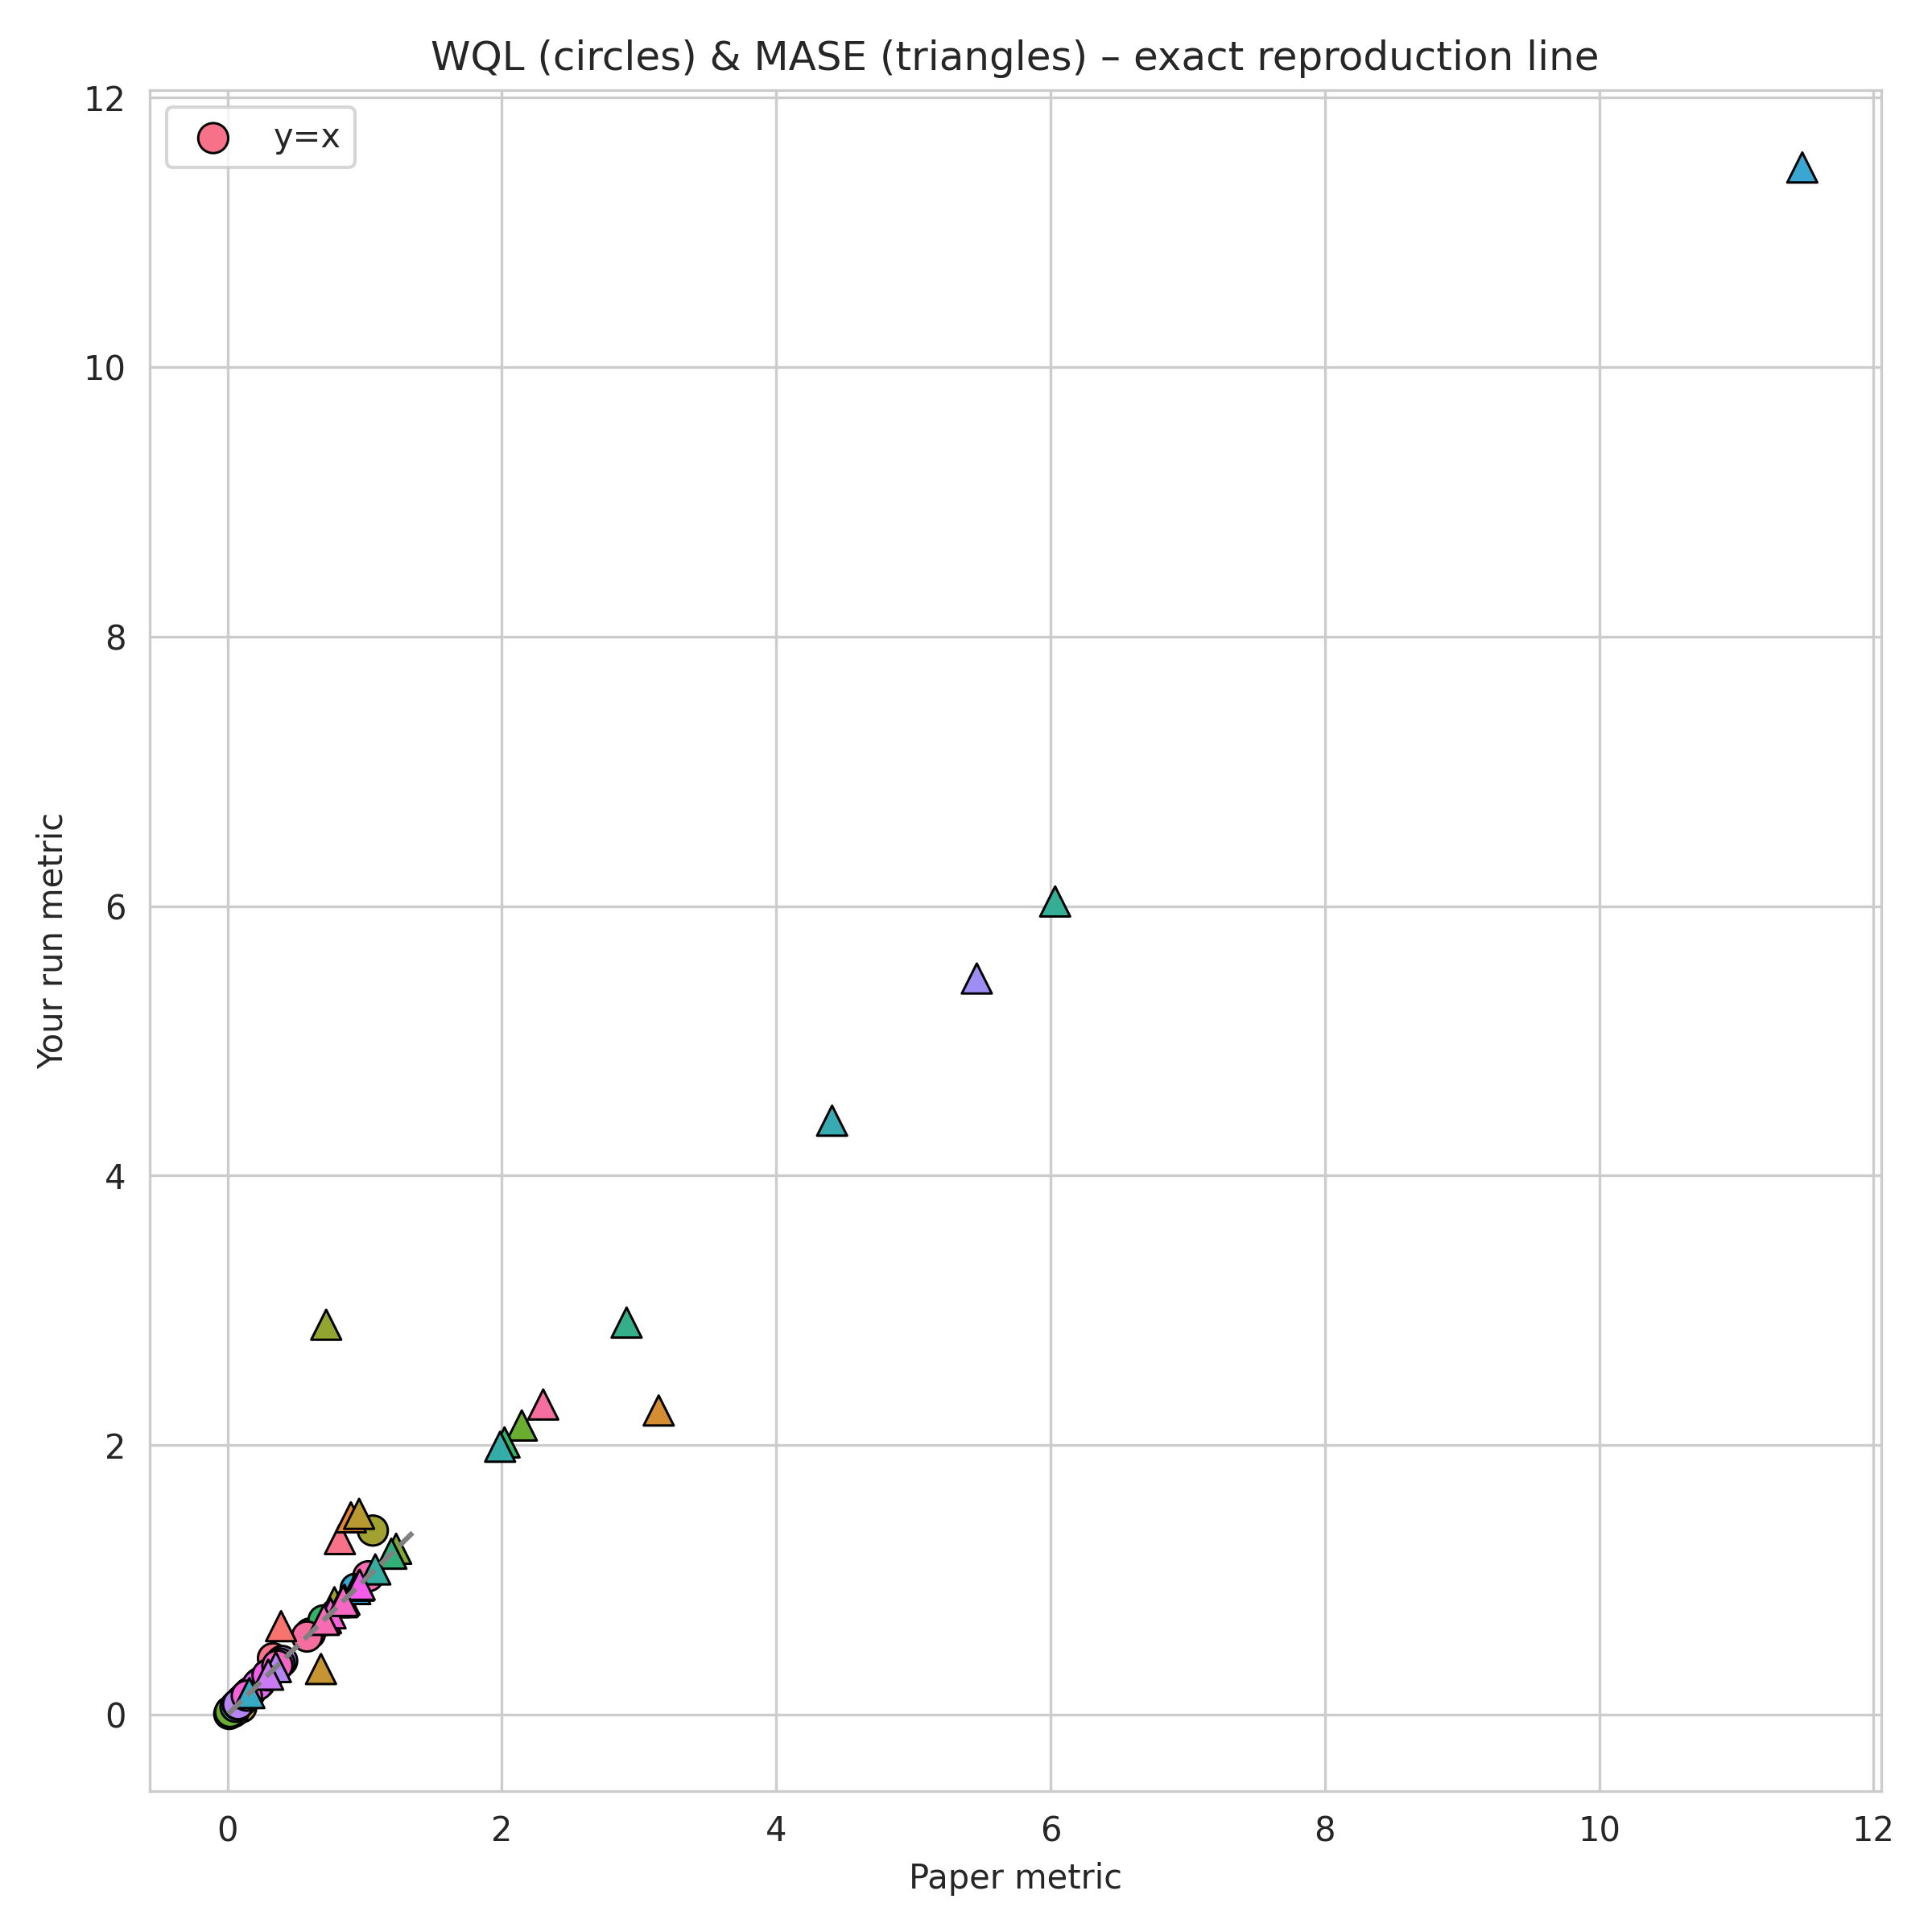 WQL (circles) & MASE (triangles) – exact reproduction line
y=x
12
10
8
6
4
2
0
Your run metric
0 2 4 6 8 10 12
Paper metric